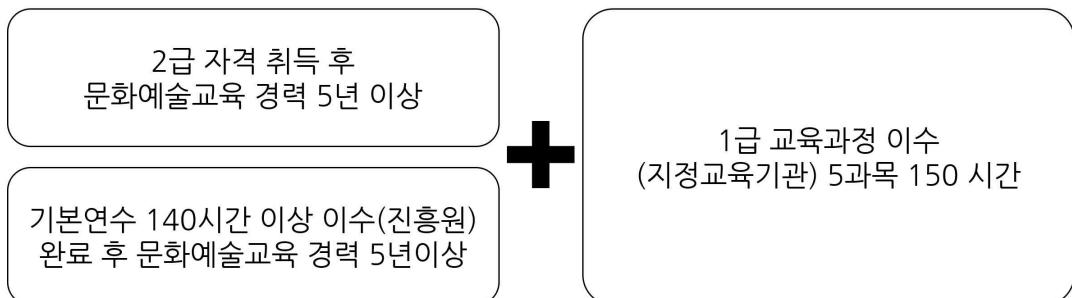 2급 자격 취득 후
문화예술교육 경력 5년 이상
기본연수 140시간 이상 이수(진흥원)
완료 후 문화예술교육 경력 5년이상
1급 교육과정 이수
(지정교육기관) 5과목 150 시간